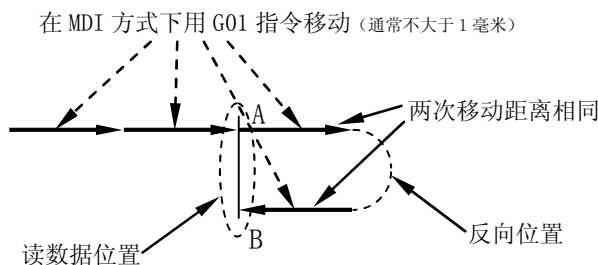 在 MDI 方式下用 G01 指令移动（通常不大于 1 毫米）
A
两次移动距离相同
B
反向位置
读数据位置